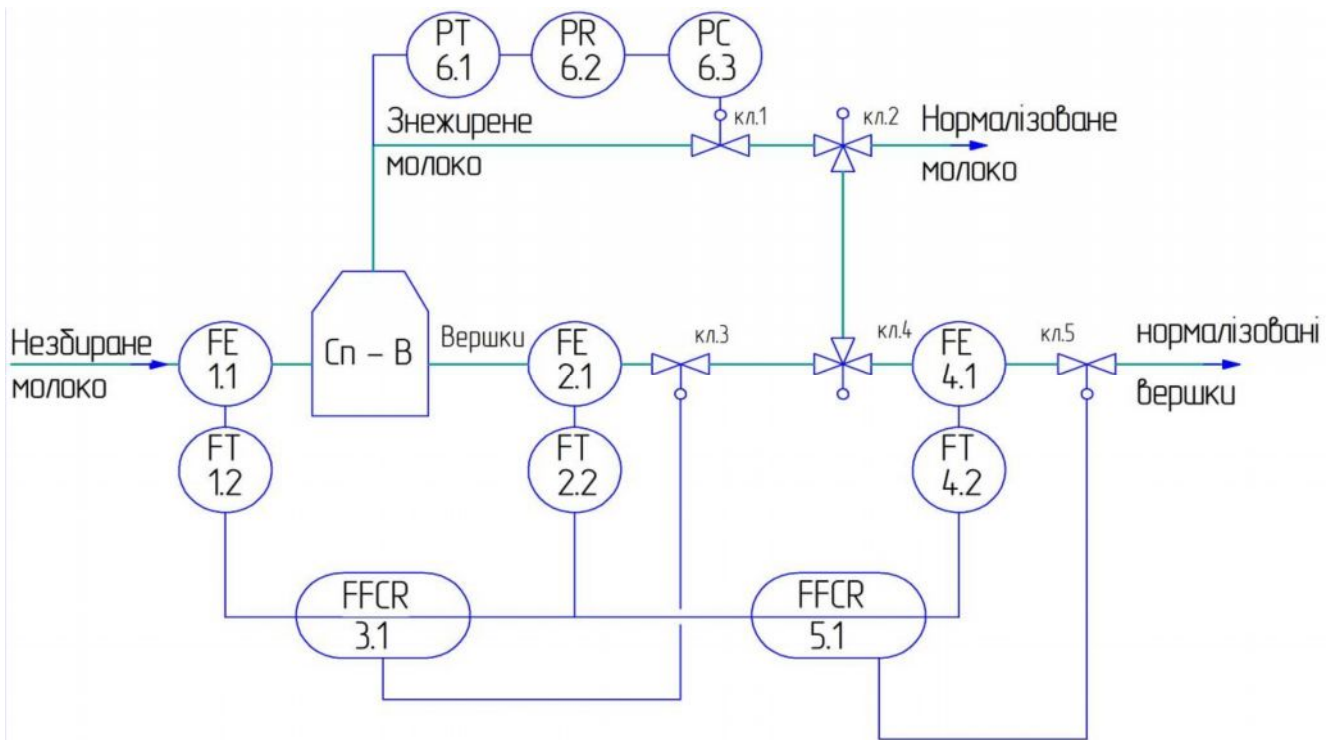 PT
6.1
PR
6.2
PC
6.3
кл.1
кл.2
Знежирене
молоко
Нормалізоване
молоко
Незбиране
молоко
FE
1.1
Сп – В
Вершки
FE
2.1
кл.3
кл.4
FE
4.1
кл.5
нормалізовані
вершки
FT
1.2
FT
2.2
FT
4.2
FFCR
3.1
FFCR
5.1